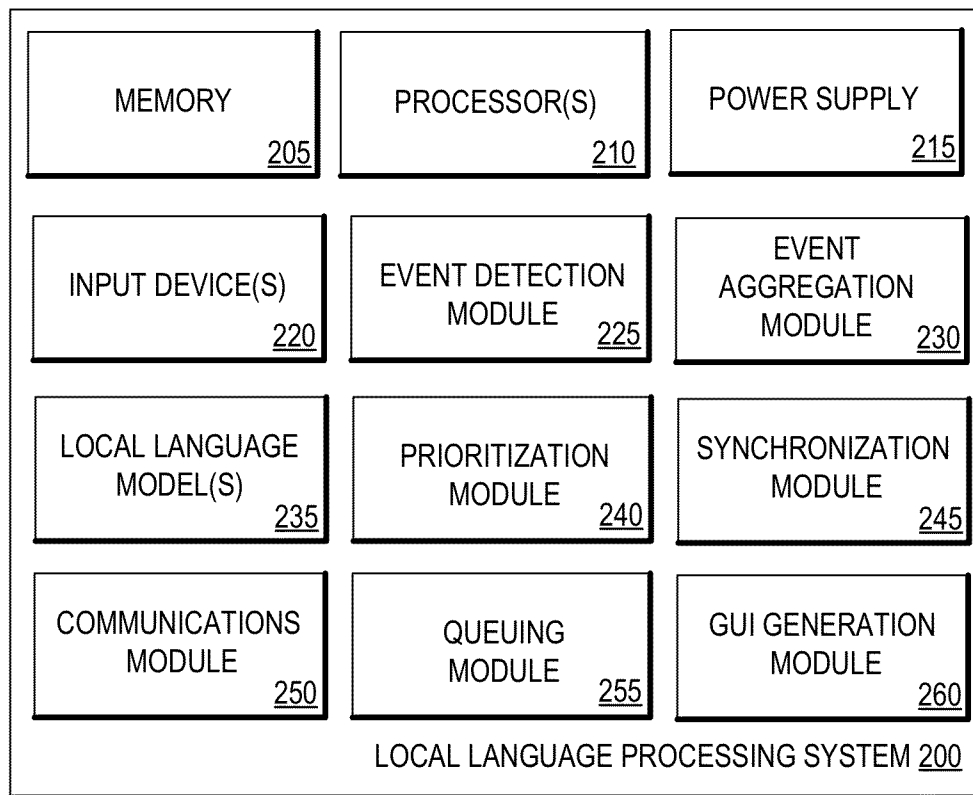 MEMORY
205
PROCESSOR(S)
210
POWER SUPPLY
215
INPUT DEVICE(S)
220
EVENT DETECTION
MODULE
225
EVENT
AGGREGATION
MODULE
230
LOCAL LANGUAGE
MODEL(S)
235
PRIORITIZATION
MODULE
240
SYNCHRONIZATION
MODULE
245
COMMUNICATIONS
MODULE
250
QUEUING
MODULE
255
GUI GENERATION
MODULE
260
LOCAL LANGUAGE PROCESSING SYSTEM 200